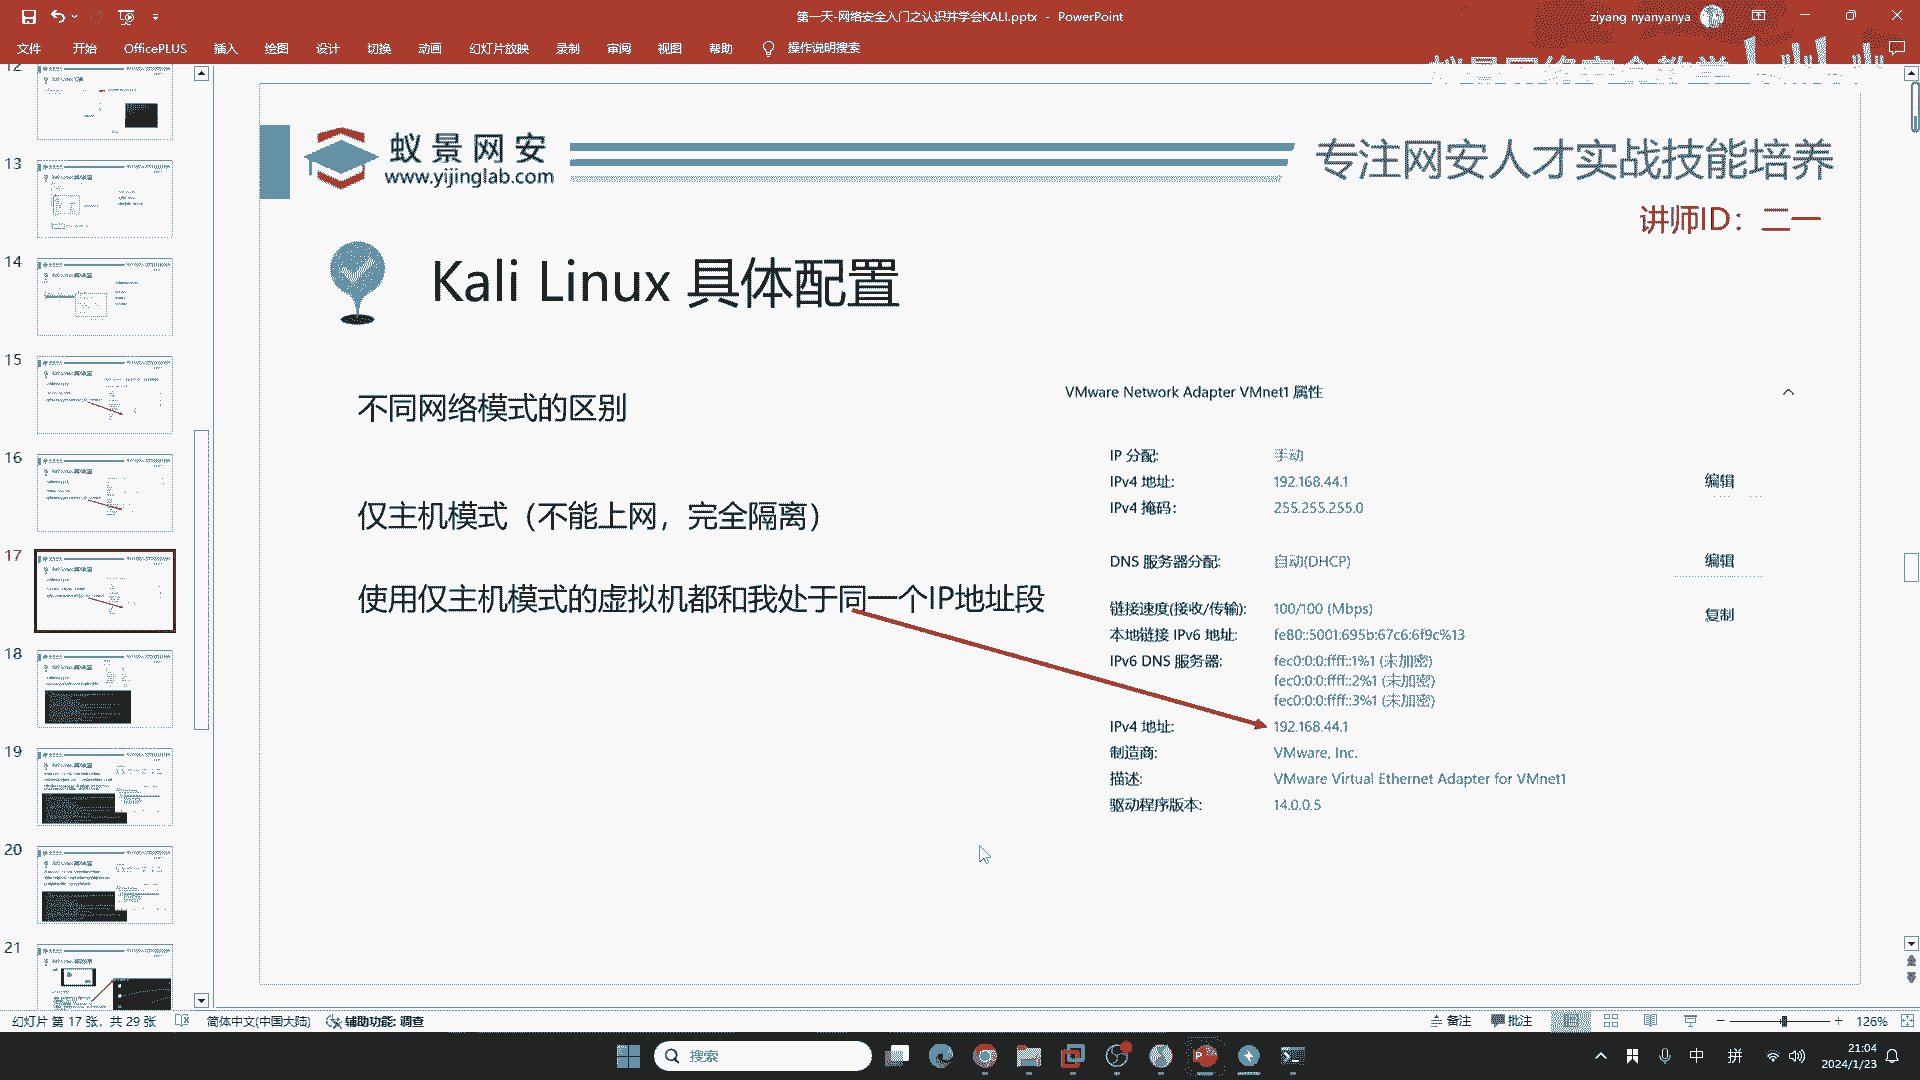 第一天-网络安全入门之认识并学会KALI.pptx - PowerPoint
ziyang nyanyanya
文件 开始 OfficePLUS 插入 绘图 设计 切换 动画 幻灯片放映 录制 审阅 视图 帮助 操作说明搜索
12
13
14
15
16
17
18
19
20
21
蚁景网安
www.yijinglab.com
专注网安人才实战技能培养
讲师ID：二一
Kali Linux 具体配置
不同网络模式的区别
仅主机模式（不能上网，完全隔离）
使用仅主机模式的虚拟机都和我处于同一个IP地址段
VMware Network Adapter VMnet1 属性
IP 分配: 手动
IPv4 地址: 192.168.44.1 编辑
IPv4 掩码: 255.255.255.0
DNS 服务器分配: 自动(DHCP) 编辑
链接速度(接收/传输): 100/100 (Mbps) 复制
本地链接 IPv6 地址: fe80::5001:695b:67c6:6f9c%13
IPv6 DNS 服务器: fec0:0:0:ffff::1%1 (未加密)
fec0:0:0:ffff::2%1 (未加密)
fec0:0:0:ffff::3%1 (未加密)
IPv4 地址: 192.168.44.1
制造商: VMware, Inc.
描述: VMware Virtual Ethernet Adapter for VMnet1
驱动程序版本: 14.0.0.5
幻灯片 第 17 张，共 29 张 简体中文(中国大陆) 辅助功能: 调查 备注 批注 126%
搜索
中 拼
21:04
2024/1/23